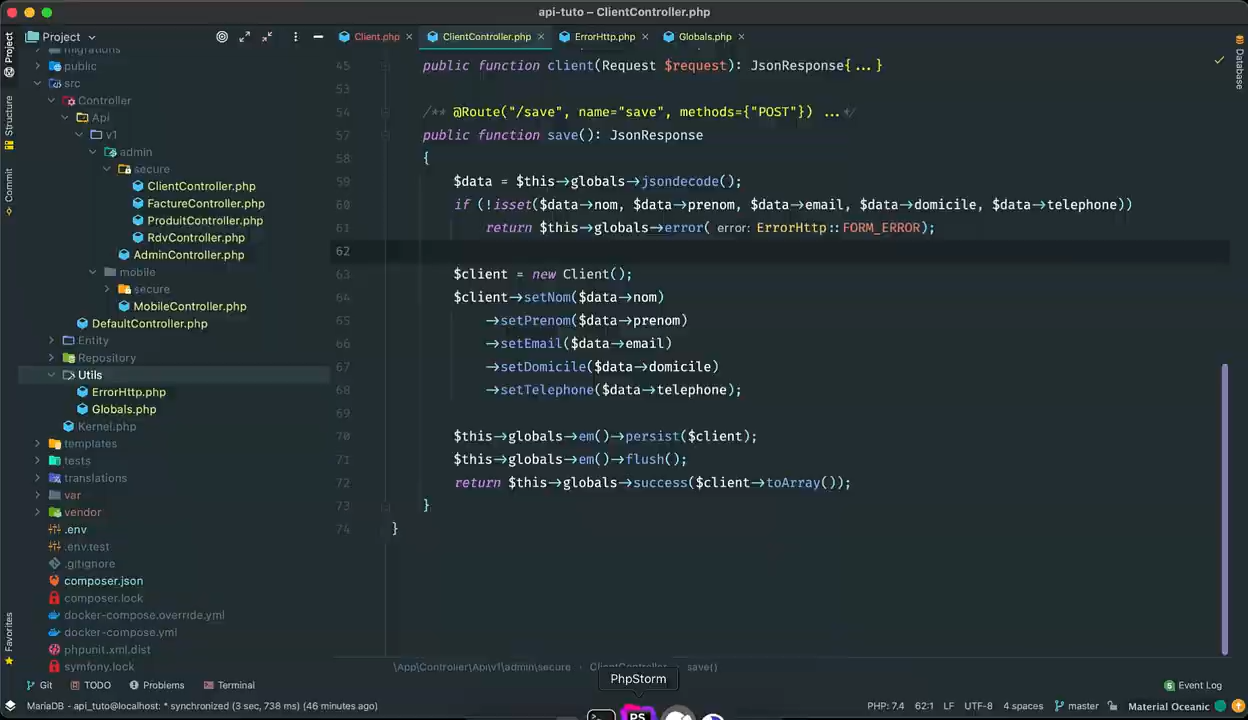 api-tuto – ClientController.php
Project
Client.php
ClientController.php
ErrorHttp.php
Globals.php
migrations
public
src
Controller
Api
v1
admin
secure
ClientController.php
FactureController.php
ProduitController.php
RdvController.php
AdminController.php
mobile
secure
MobileController.php
DefaultController.php
Entity
Repository
Utils
ErrorHttp.php
Globals.php
Kernel.php
templates
tests
translations
var
vendor
.env
.env.test
.gitignore
composer.json
composer.lock
docker-compose.override.yml
docker-compose.yml
phpunit.xml.dist
symfony.lock
Project
Structure
Commit
Favorites
Database
45 public function client(Request $request): JsonResponse{...}
53
54 /** @Route("/save", name="save", methods={"POST"}) ...*/
57 public function save(): JsonResponse
58 {
59 $data = $this->globals->jsondecode();
60 if (!isset($data->nom, $data->prenom, $data->email, $data->domicile, $data->telephone))
61 return $this->globals->error( error: ErrorHttp::FORM_ERROR);
62
63 $client = new Client();
64 $client->setNom($data->nom)
65 ->setPrenom($data->prenom)
66 ->setEmail($data->email)
67 ->setDomicile($data->domicile)
68 ->setTelephone($data->telephone);
69
70 $this->globals->em()->persist($client);
71 $this->globals->em()->flush();
72 return $this->globals->success($client->toArray());
73 }
74 }
\App\Controller\Api\v1\admin\secure › ClientController › save()
PhpStorm
Git TODO Problems Terminal Event Log
MariaDB - api_tuto@localhost: * synchronized (3 sec, 738 ms) (46 minutes ago) PHP: 7.4 62:1 LF UTF-8 4 spaces master Material Oceanic
PS